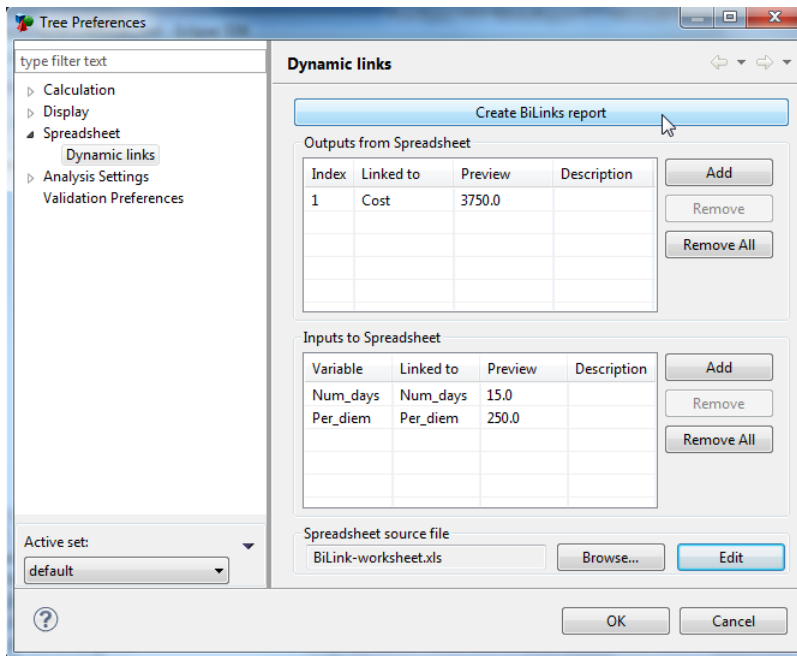 Tree Preferences
type filter text
Calculation
Display
Spreadsheet
Dynamic links
Analysis Settings
Validation Preferences
Active set:
default
Dynamic links
Create BiLinks report
Outputs from Spreadsheet
Index Linked to Preview Description
1 Cost 3750.0
Add
Remove
Remove All
Inputs to Spreadsheet
Variable Linked to Preview Description
Num_days Num_days 15.0
Per_diem Per_diem 250.0
Add
Remove
Remove All
Spreadsheet source file
BiLink-worksheet.xls Browse... Edit
? OK Cancel